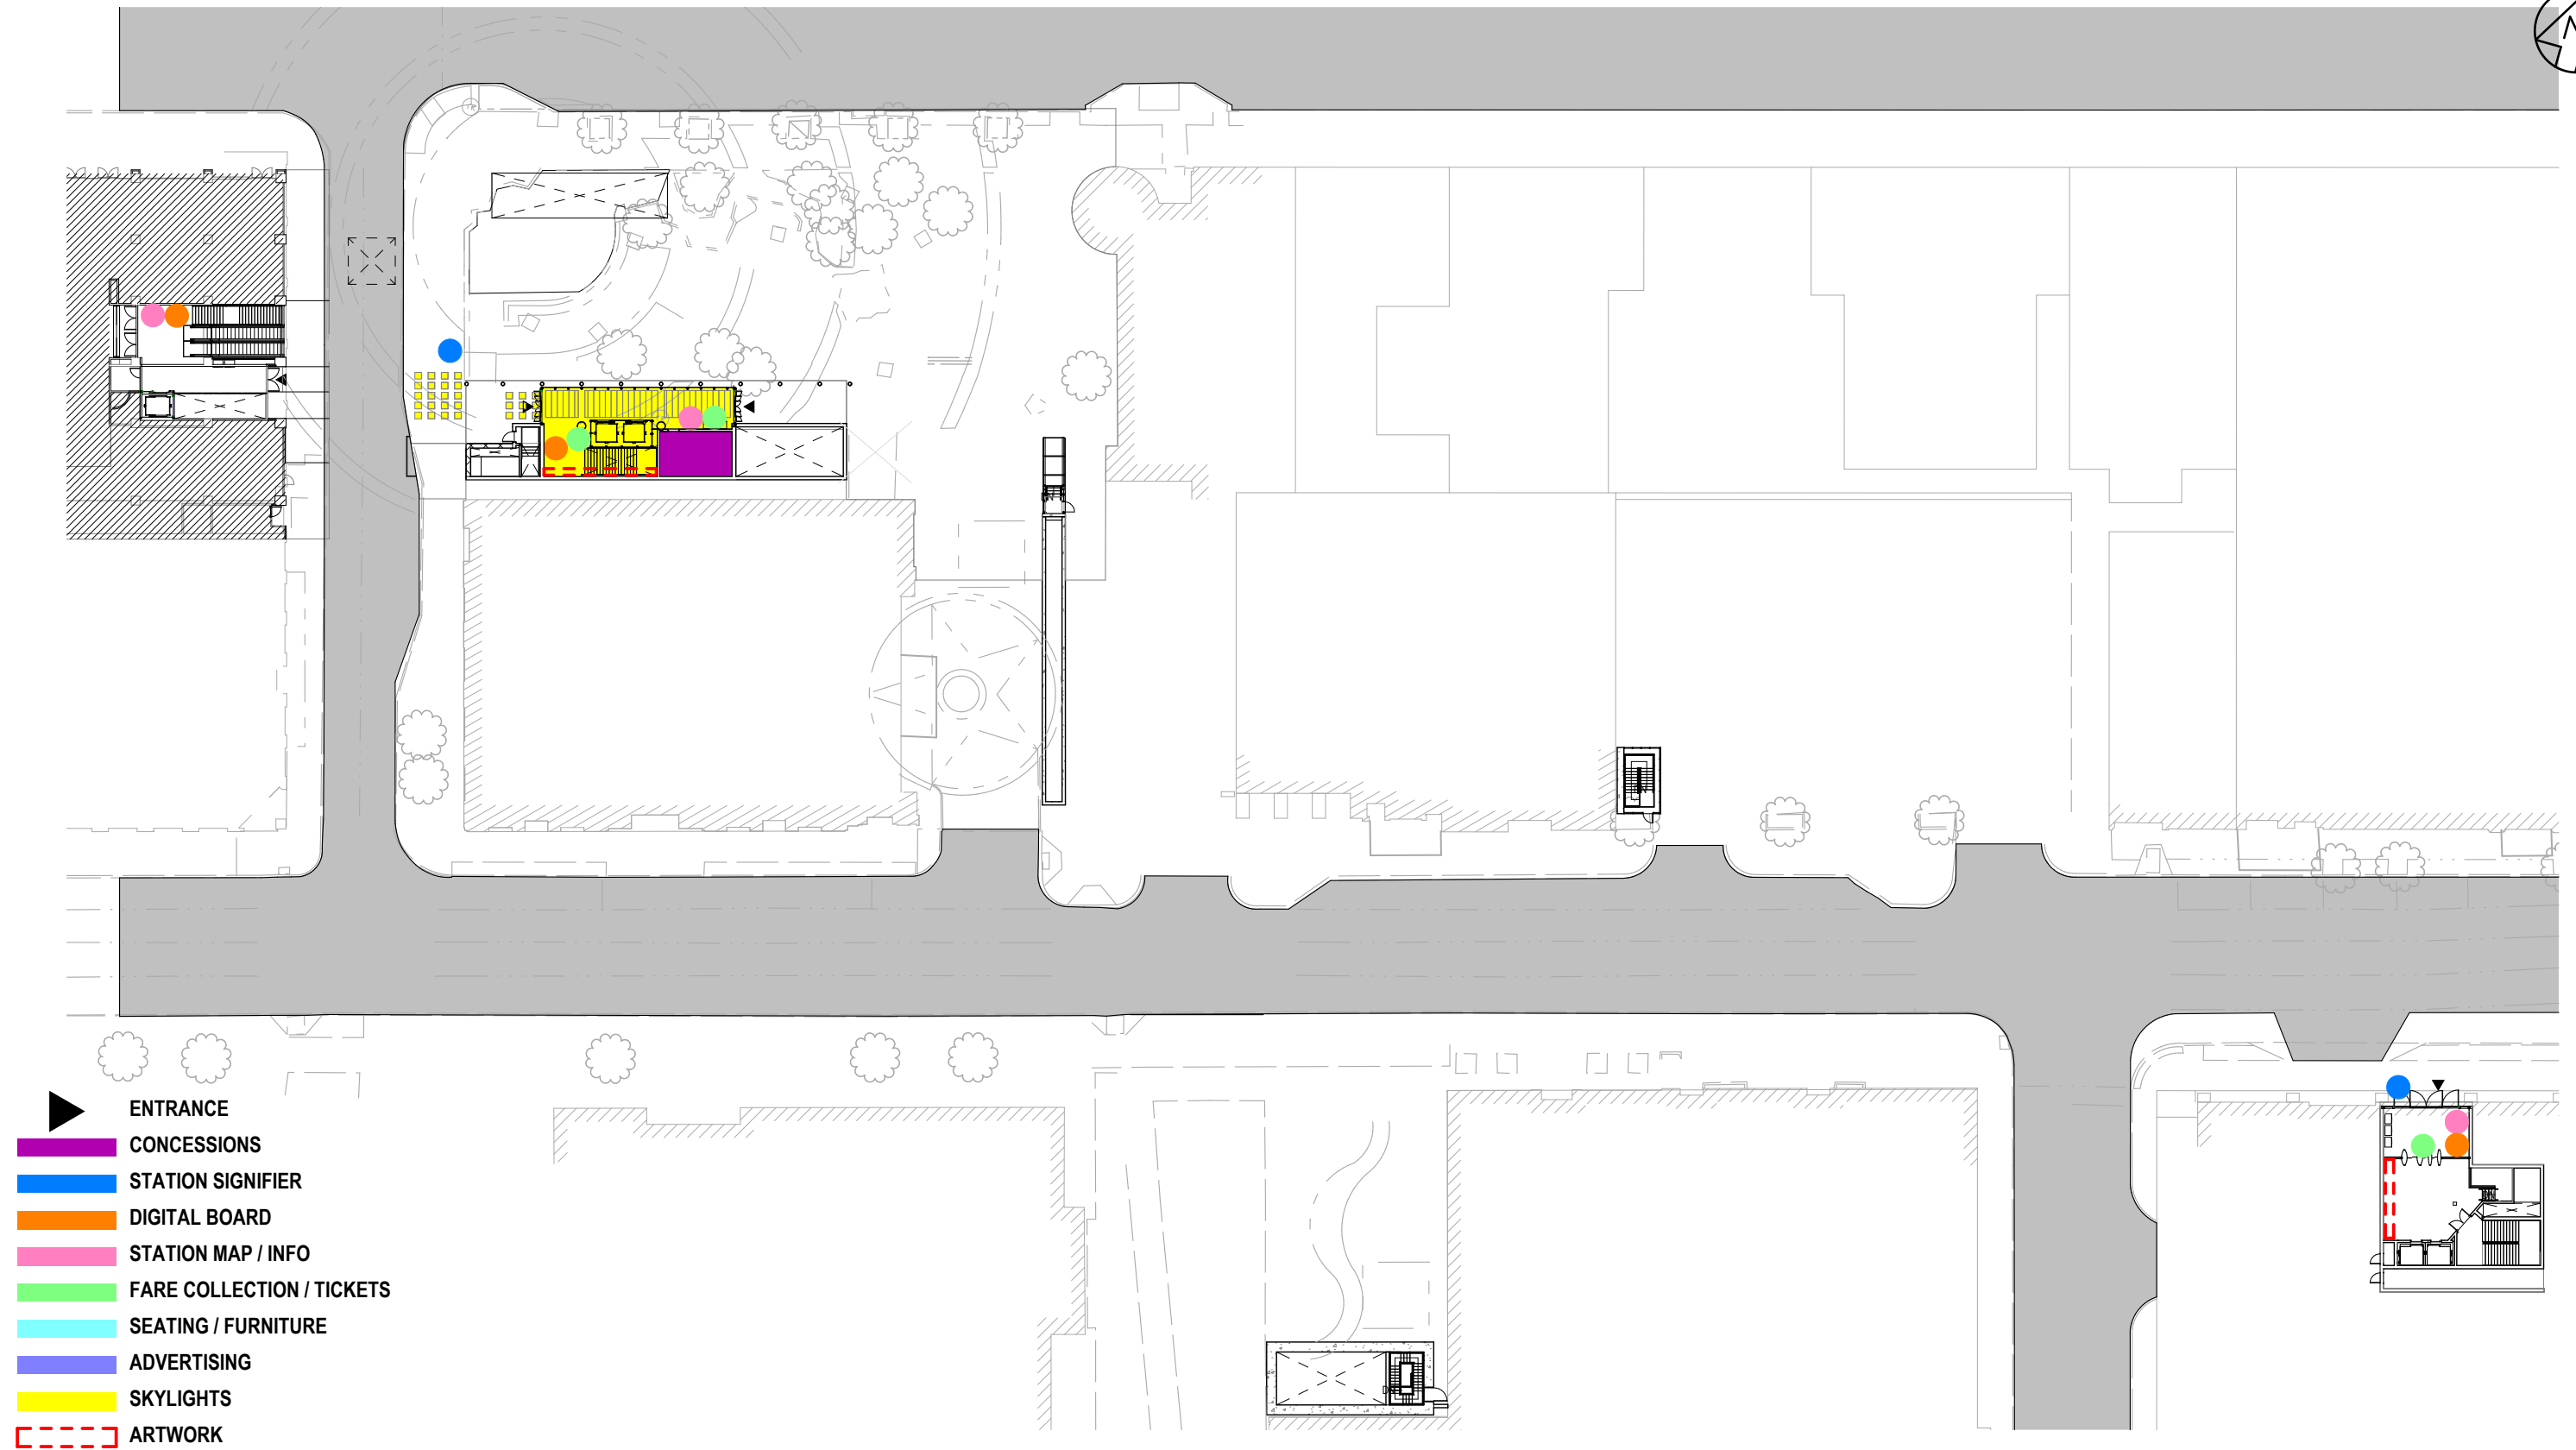 N
ENTRANCE
CONCESSIONS
STATION SIGNIFIER
DIGITAL BOARD
STATION MAP / INFO
FARE COLLECTION / TICKETS
SEATING / FURNITURE
ADVERTISING
SKYLIGHTS
ARTWORK